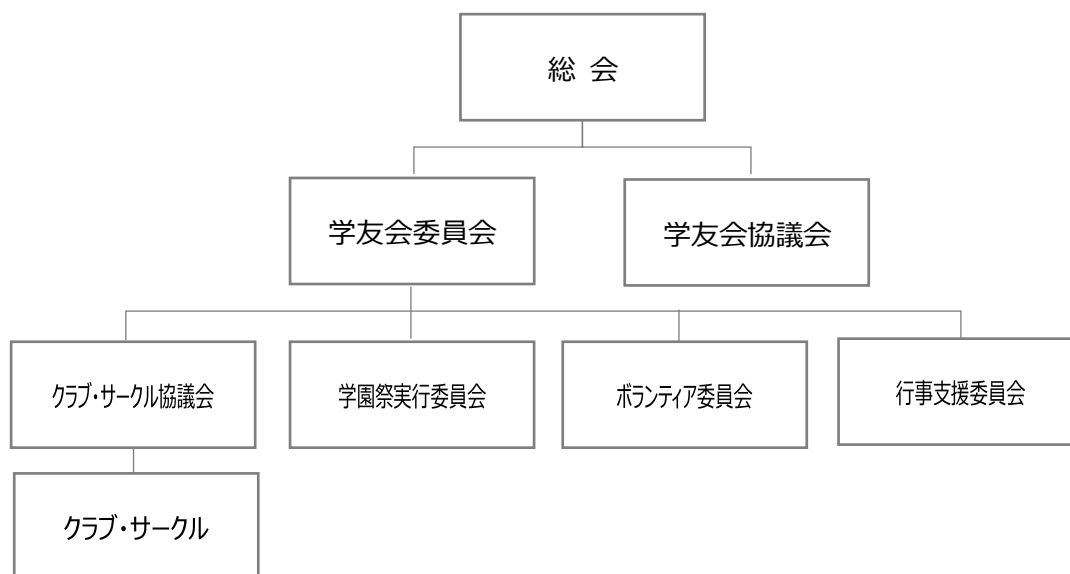 総 会
学友会委員会
学友会協議会
クラブ・サークル協議会
学園祭実行委員会
ボランティア委員会
行事支援委員会
クラブ・サークル